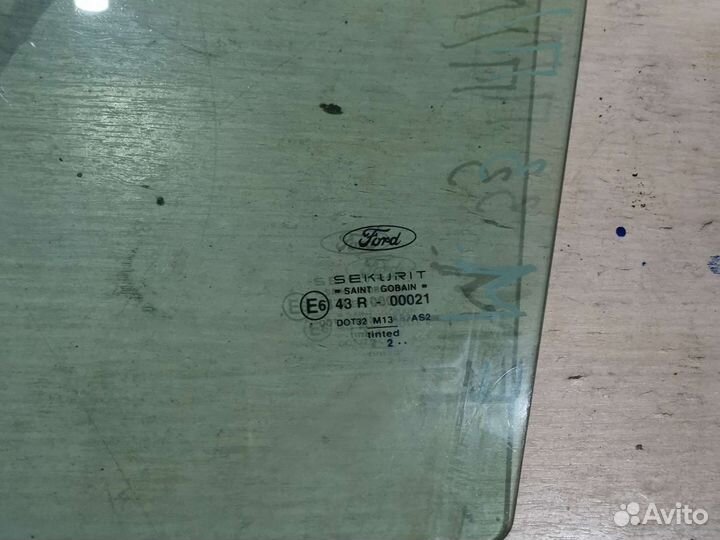 Ford
SEKURIT
= SAINT GOBAIN =
E6 43 R - 00021
DOT32 M13 AS2
tinted
2 ··
Avito